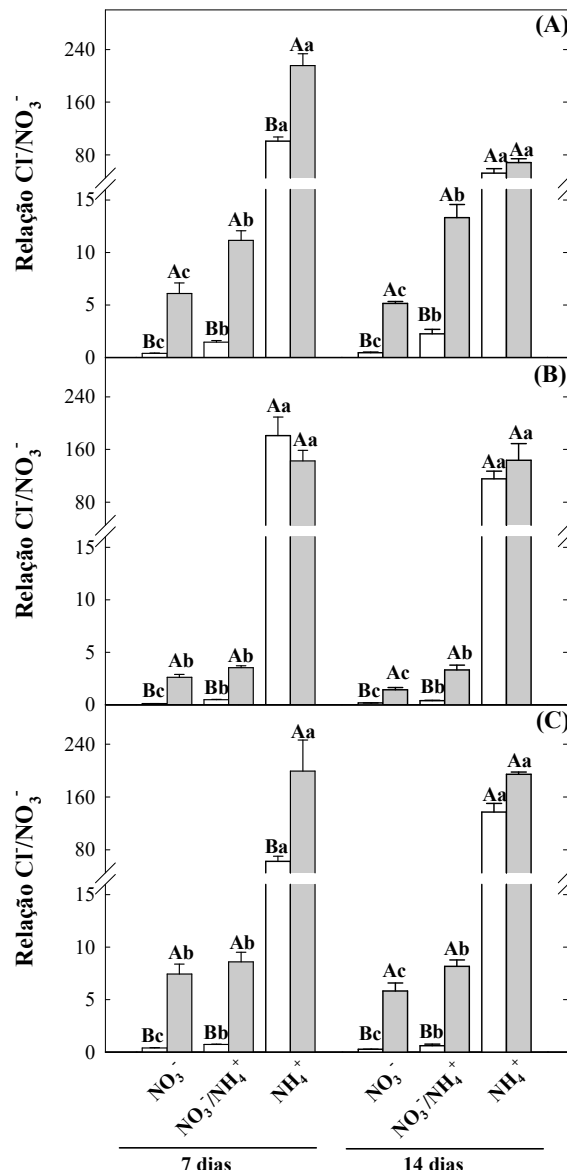 (A)
Relação Cl⁻/NO₃⁻
240
160
80
15
10
5
0
Bc Ac Bb Ab Ba Aa Bc Ac Bb Ab Aa Aa
(B)
Relação Cl⁻/NO₃⁻
240
160
80
15
10
5
0
Bc Ab Bb Ab Aa Aa Bc Ac Bb Ab Aa Aa
(C)
Relação Cl⁻/NO₃⁻
240
160
80
15
10
5
0
Bc Ab Bb Ab Ba Aa Bc Ac Bb Ab Aa Aa
NO₃⁻ NO₃⁻/NH₄⁺ NH₄⁺ NO₃⁻ NO₃⁻/NH₄⁺ NH₄⁺
7 dias 14 dias